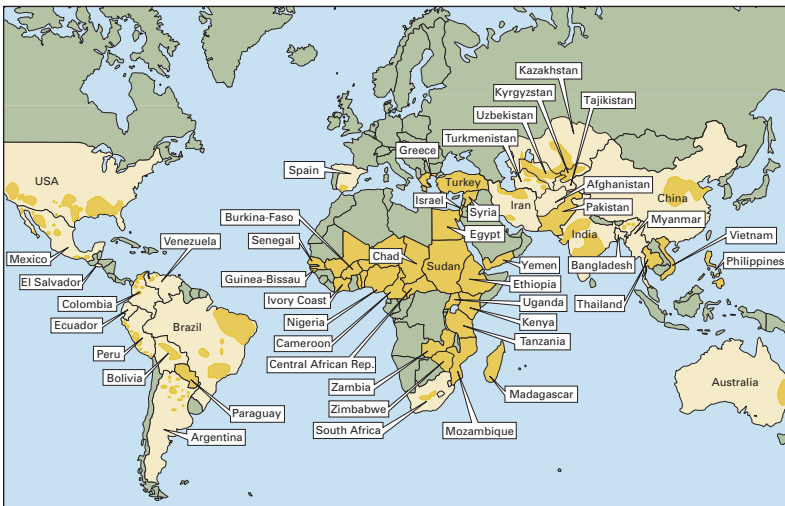 Kazakhstan
Kyrgyzstan
Tajikistan
Uzbekistan
Turkmenistan
Greece
Spain
USA
Turkey
Afghanistan
Israel
Iran
China
Pakistan
Burkina-Faso
Syria
India
Myanmar
Senegal
Egypt
Venezuela
Vietnam
Mexico
Chad
Sudan
Yemen
Bangladesh
Philippines
El Salvador
Guinea-Bissau
Ethiopia
Colombia
Ivory Coast
Uganda
Thailand
Ecuador
Nigeria
Kenya
Brazil
Cameroon
Tanzania
Peru
Central African Rep.
Bolivia
Zambia
Madagascar
Australia
Paraguay
Zimbabwe
South Africa
Mozambique
Argentina